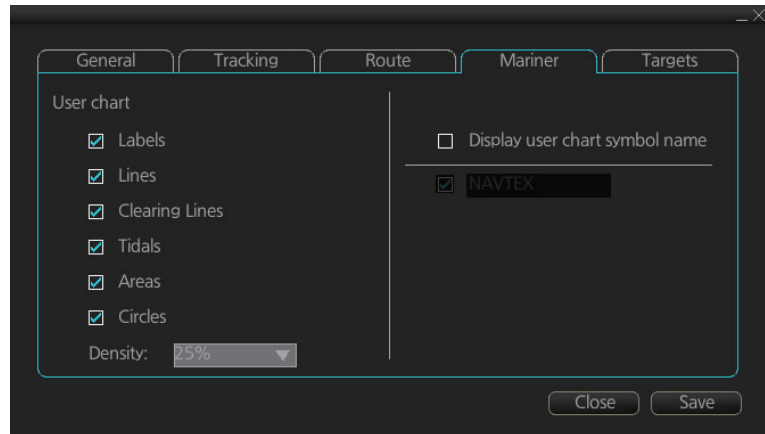 General Tracking Route Mariner Targets
User chart
Labels
Lines
Clearing Lines
Tidals
Areas
Circles
Density: 25%
Display user chart symbol name
NAVTEX
Close Save